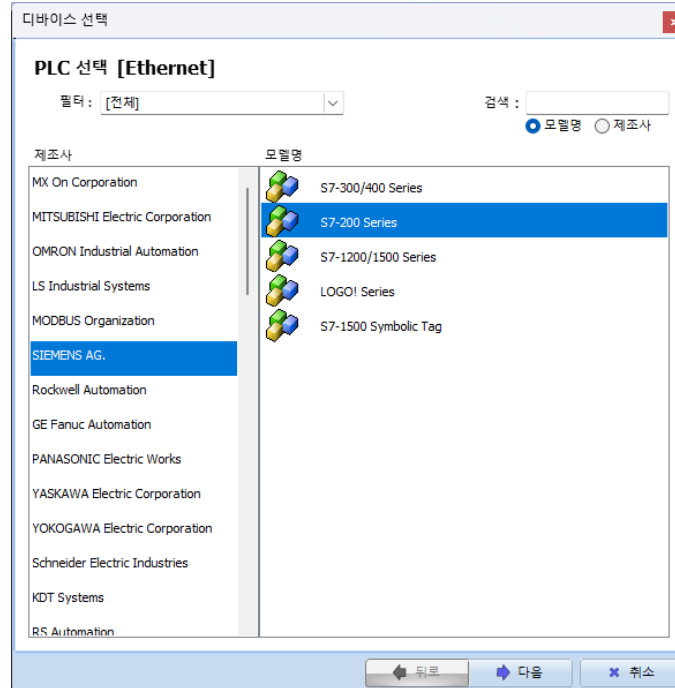 디바이스 선택
PLC 선택 [Ethernet]
필터 : [전체]
검색 :
모델명 제조사
제조사
모델명
MX On Corporation
MITSUBISHI Electric Corporation
OMRON Industrial Automation
LS Industrial Systems
MODBUS Organization
SIEMENS AG.
Rockwell Automation
GE Fanuc Automation
PANASONIC Electric Works
YASKAWA Electric Corporation
YOKOGAWA Electric Corporation
Schneider Electric Industries
KDT Systems
RS Automation
S7-300/400 Series
S7-200 Series
S7-1200/1500 Series
LOGO! Series
S7-1500 Symbolic Tag
뒤로 다음 취소